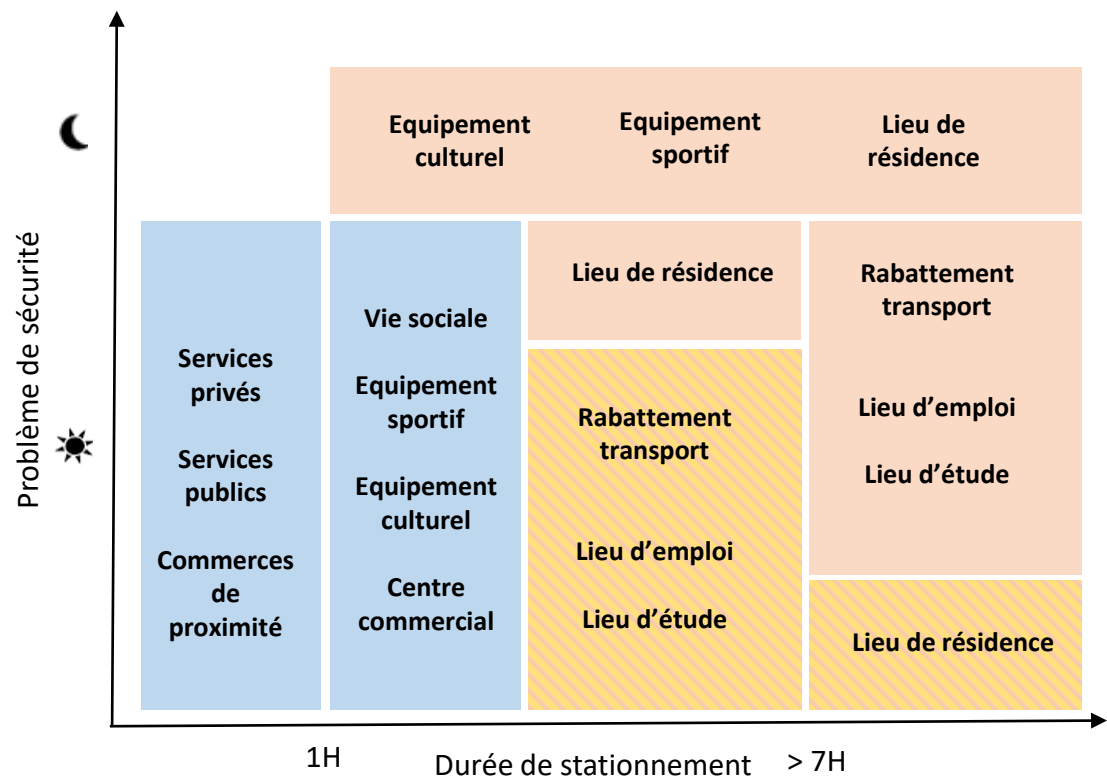 Problème de sécurité
Equipement
culturel
Equipement
sportif
Lieu de
résidence
Services
privés
Services
publics
Commerces
de
proximité
Vie sociale
Equipement
sportif
Equipement
culturel
Centre
commercial
Lieu de résidence
Rabattement
transport
Lieu d’emploi
Lieu d’étude
Rabattement
transport
Lieu d’emploi
Lieu d’étude
Lieu de résidence
1H
Durée de stationnement
> 7H